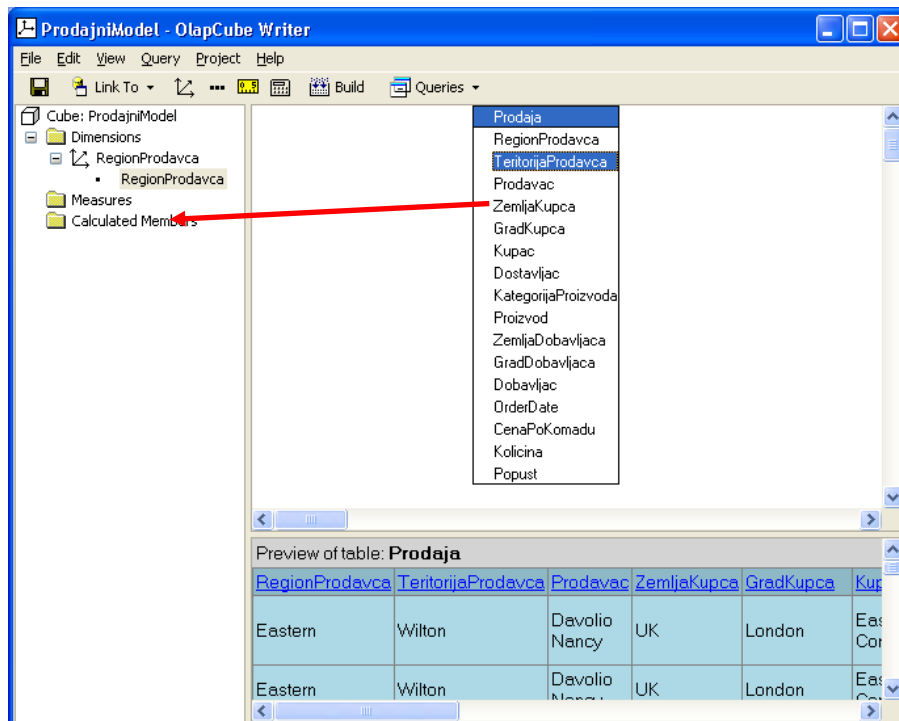 ProdajniModel - OlapCube Writer
File Edit View Query Project Help
Link To Build Queries
Cube: ProdajniModel
Dimensions
RegionProdavca
RegionProdavca
Measures
Calculated Members
Prodaja
RegionProdavca
TeritorijaProdavca
Prodavac
ZemljaKupca
GradKupca
Kupac
Dostavljac
KategorijaProizvoda
Proizvod
ZemljaDobavljaca
GradDobavljaca
Dobavljac
OrderDate
CenaPoKomadu
Kolicina
Popust
Preview of table: Prodaja
RegionProdavca TeritorijaProdavca Prodavac ZemljaKupca GradKupca
Eastern Wilton Davolio Nancy UK London
Eastern Wilton Davolio UK London